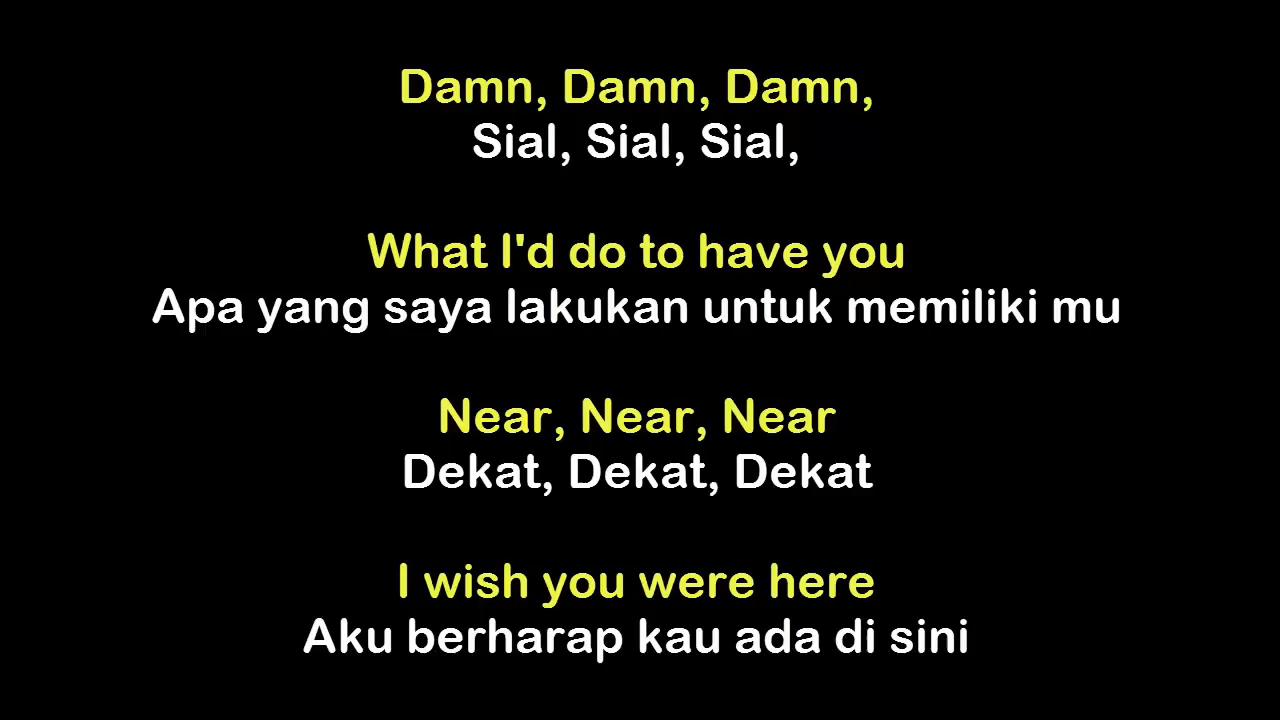 Damn, Damn, Damn,
Sial, Sial, Sial,
What I'd do to have you
Apa yang saya lakukan untuk memiliki mu
Near, Near, Near
Dekat, Dekat, Dekat
I wish you were here
Aku berharap kau ada di sini